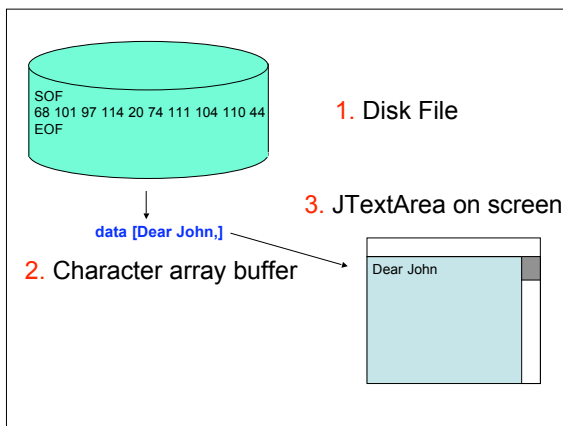 SOF
68 101 97 114 20 74 111 104 110 44
EOF
1. Disk File
3. JTextArea on screen
data [Dear John,]
2. Character array buffer
Dear John